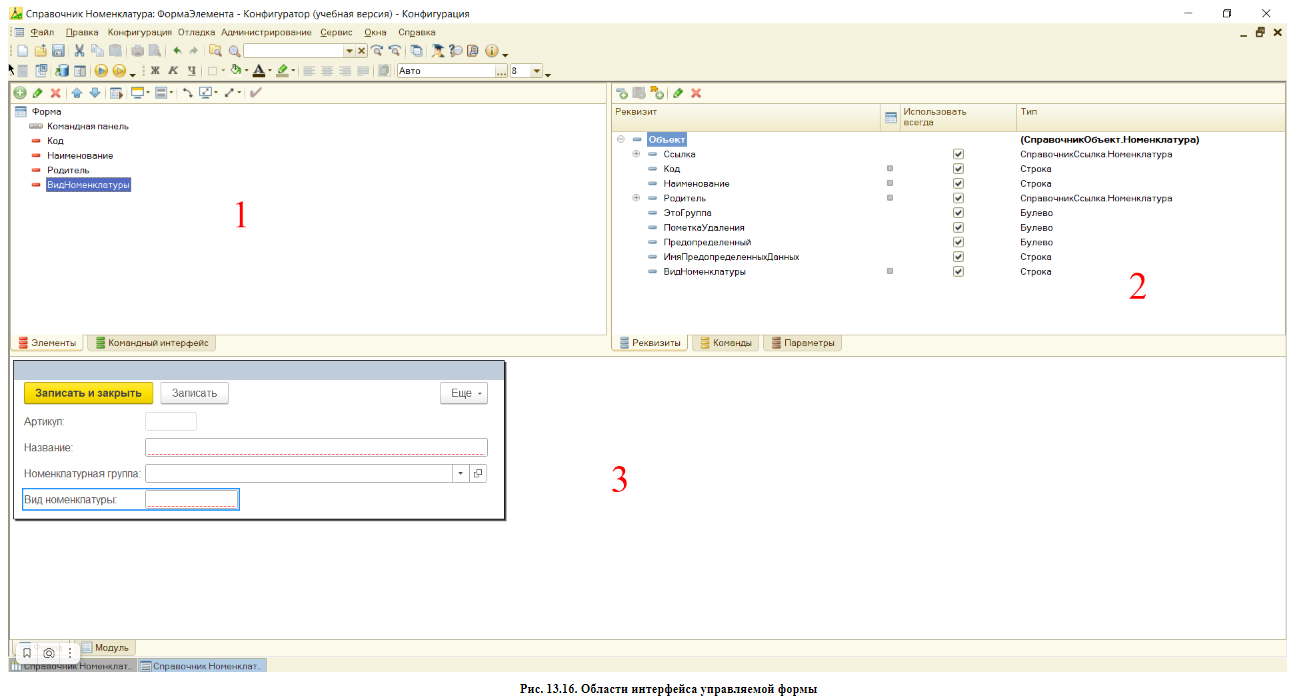 Справочник Номенклатура: ФормаЭлемента - Конфигуратор (учебная версия) - Конфигурация
Файл Правка Конфигурация Отладка Администрирование Сервис Окна Справка
Ж К Ч А Авто ... 8
Форма
Командная панель
Код
Наименование
Родитель
ВидНоменклатуры
1
Элементы Командный интерфейс
Реквизит Использовать всегда Тип
Объект (СправочникОбъект.Номенклатура)
Ссылка СправочникСсылка.Номенклатура
Код Строка
Наименование Строка
Родитель СправочникСсылка.Номенклатура
ЭтоГруппа Булево
ПометкаУдаления Булево
Предопределенный Булево
ИмяПредопределенныхДанных Строка
ВидНоменклатуры Строка
2
Реквизиты Команды Параметры
Записать и закрыть Записать Еще
Артикул:
Название:
Номенклатурная группа:
Вид номенклатуры:
3
Модуль
Справочник Номенклат... Справочник Номенклат...
Рис. 13.16. Области интерфейса управляемой формы